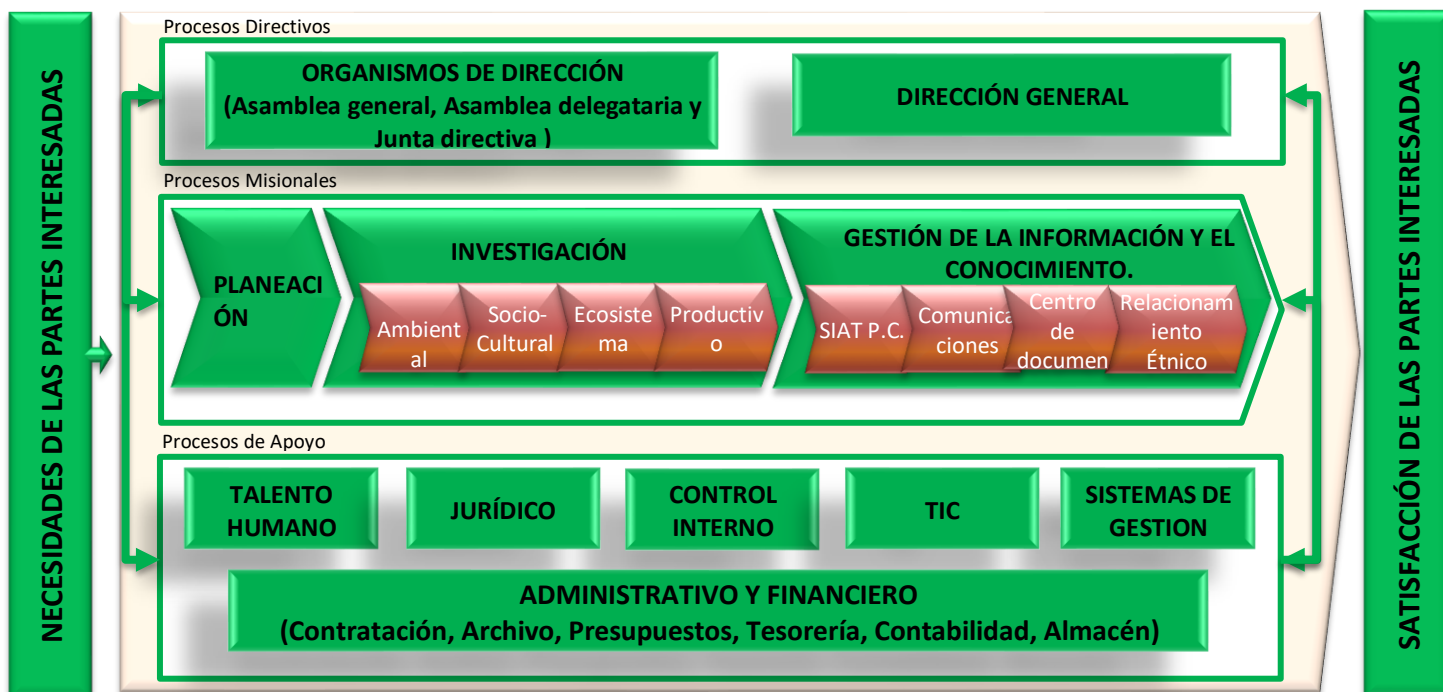 NECESIDADES DE LAS PARTES INTERESADAS
Procesos Directivos
ORGANISMOS DE DIRECCIÓN
(Asamblea general, Asamblea delegataria y
Junta directiva )
DIRECCIÓN GENERAL
Procesos Misionales
PLANEACI
ÓN
INVESTIGACIÓN
Ambient
al
Socio-
Cultural
Ecosiste
ma
Productiv
o
GESTIÓN DE LA INFORMACIÓN Y EL
CONOCIMIENTO.
SIAT P.C.
Comunica
ciones
Centro
de
documen
Relacionam
iento
Étnico
Procesos de Apoyo
TALENTO
HUMANO
JURÍDICO
CONTROL
INTERNO
TIC
SISTEMAS DE
GESTION
ADMINISTRATIVO Y FINANCIERO
(Contratación, Archivo, Presupuestos, Tesorería, Contabilidad, Almacén)
SATISFACCIÓN DE LAS PARTES INTERESADAS